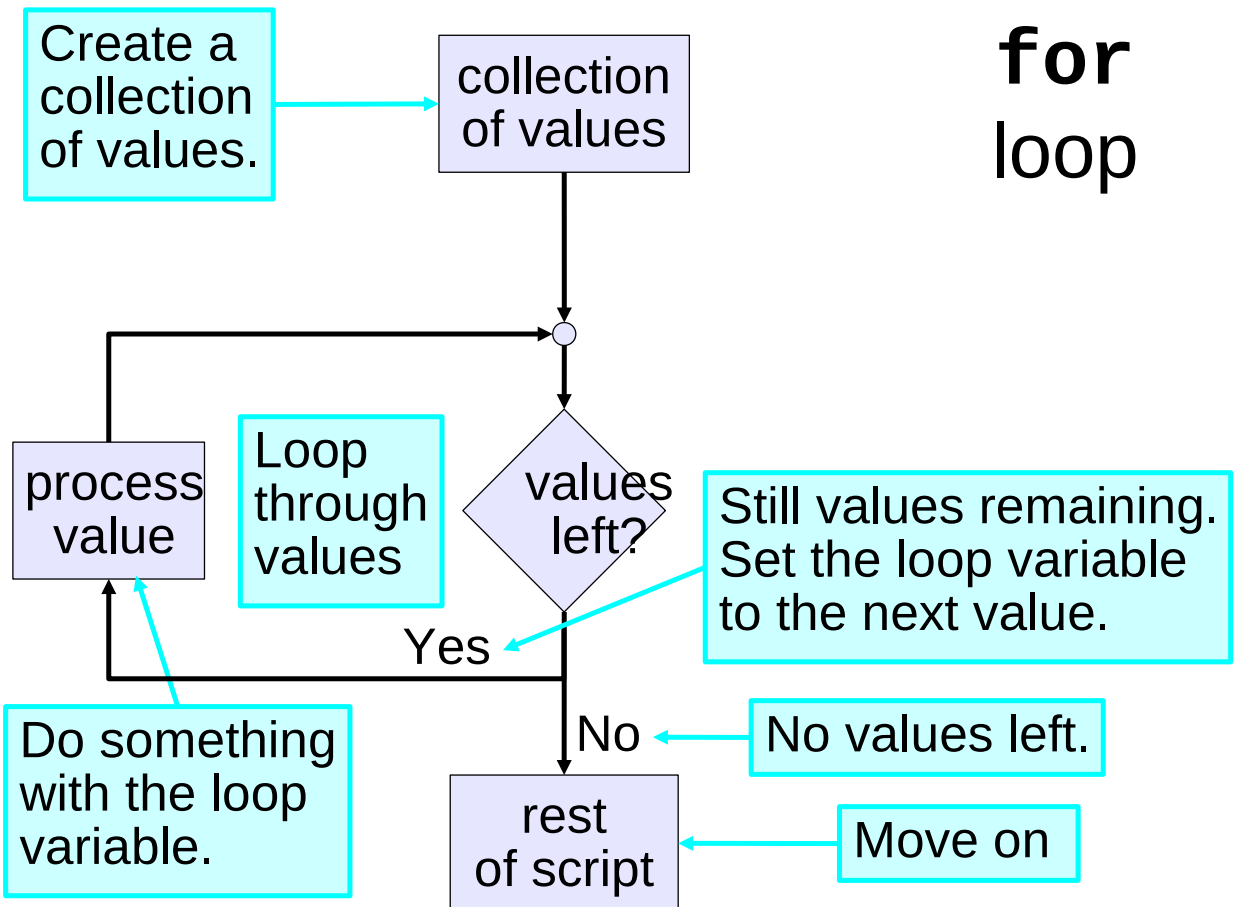 for
loop
Create a
collection
of values.
collection
of values
process
value
Loop
through
values
values
left?
Still values remaining.
Set the loop variable
to the next value.
Yes
Do something
with the loop
variable.
No
No values left.
rest
of script
Move on